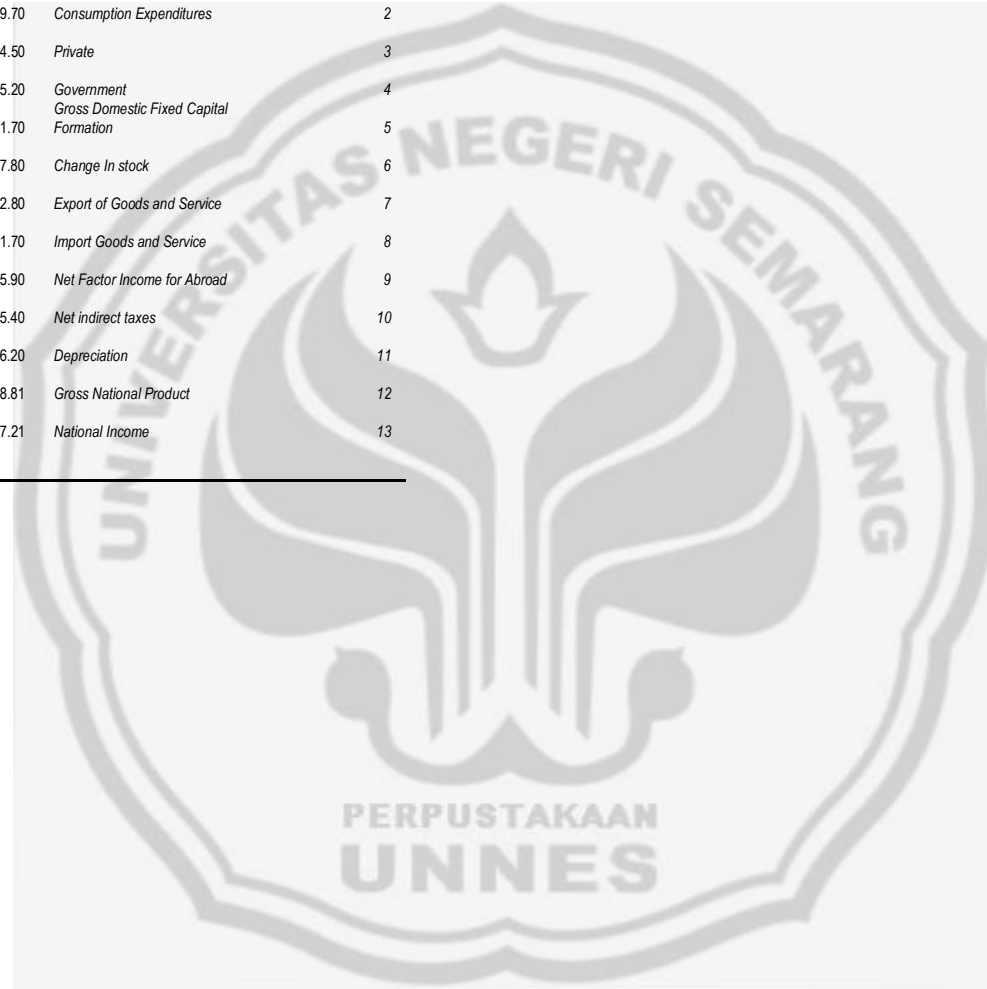 9.70 Consumption Expenditures 2
4.50 Private 3
5.20 Government 4
Gross Domestic Fixed Capital
1.70 Formation 5
7.80 Change In stock 6
2.80 Export of Goods and Service 7
1.70 Import Goods and Service 8
5.90 Net Factor Income for Abroad 9
5.40 Net indirect taxes 10
6.20 Depreciation 11
8.81 Gross National Product 12
7.21 National Income 13
UNIVERSITAS NEGERI SEMARANG
PERPUSTAKAAN
UNNES